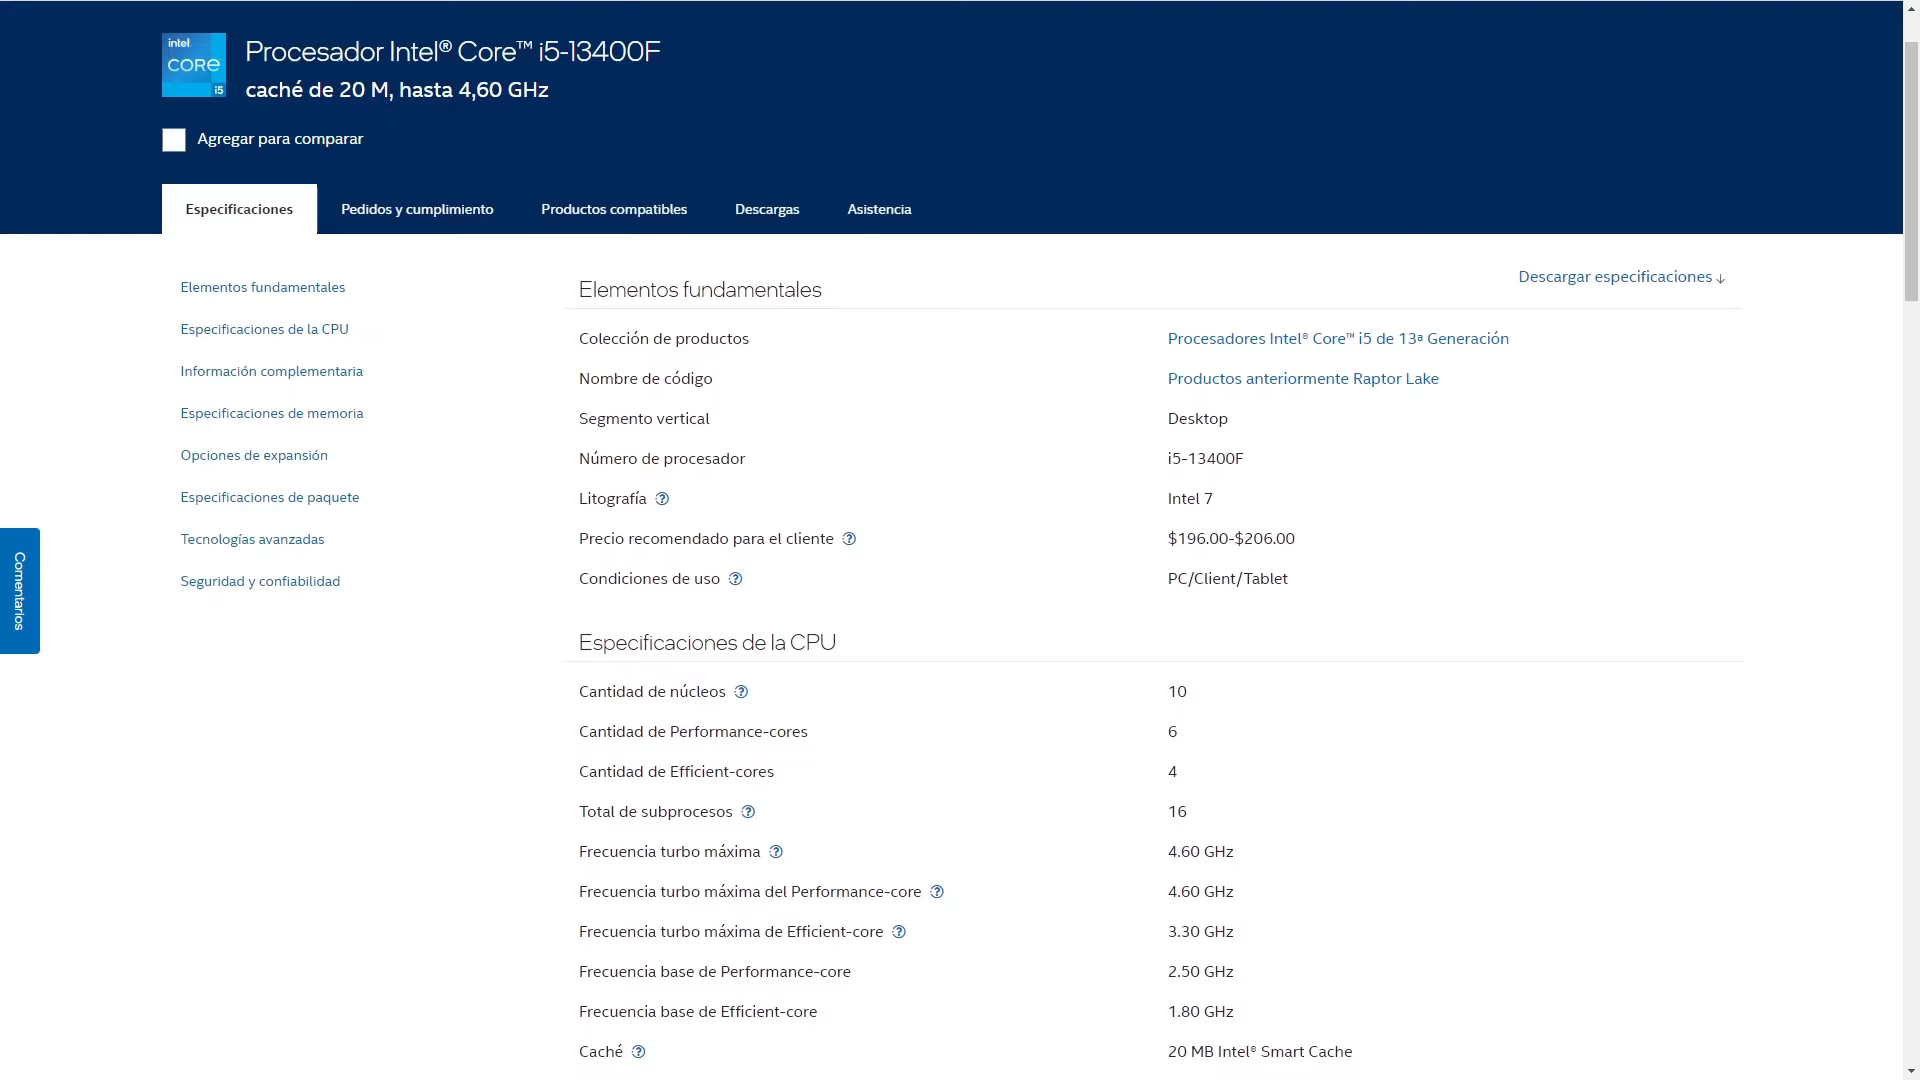 intel
CORE
i5
Procesador Intel® Core™ i5-13400F
caché de 20 M, hasta 4,60 GHz
Agregar para comparar
Especificaciones
Pedidos y cumplimiento
Productos compatibles
Descargas
Asistencia
Elementos fundamentales
Especificaciones de la CPU
Información complementaria
Especificaciones de memoria
Opciones de expansión
Especificaciones de paquete
Tecnologías avanzadas
Seguridad y confiabilidad
Comentarios
Descargar especificaciones ↓
Elementos fundamentales
Colección de productos Procesadores Intel® Core™ i5 de 13ª Generación
Nombre de código Productos anteriormente Raptor Lake
Segmento vertical Desktop
Número de procesador i5-13400F
Litografía Intel 7
Precio recomendado para el cliente $196.00-$206.00
Condiciones de uso PC/Client/Tablet
Especificaciones de la CPU
Cantidad de núcleos 10
Cantidad de Performance-cores 6
Cantidad de Efficient-cores 4
Total de subprocesos 16
Frecuencia turbo máxima 4.60 GHz
Frecuencia turbo máxima del Performance-core 4.60 GHz
Frecuencia turbo máxima de Efficient-core 3.30 GHz
Frecuencia base de Performance-core 2.50 GHz
Frecuencia base de Efficient-core 1.80 GHz
Caché 20 MB Intel® Smart Cache